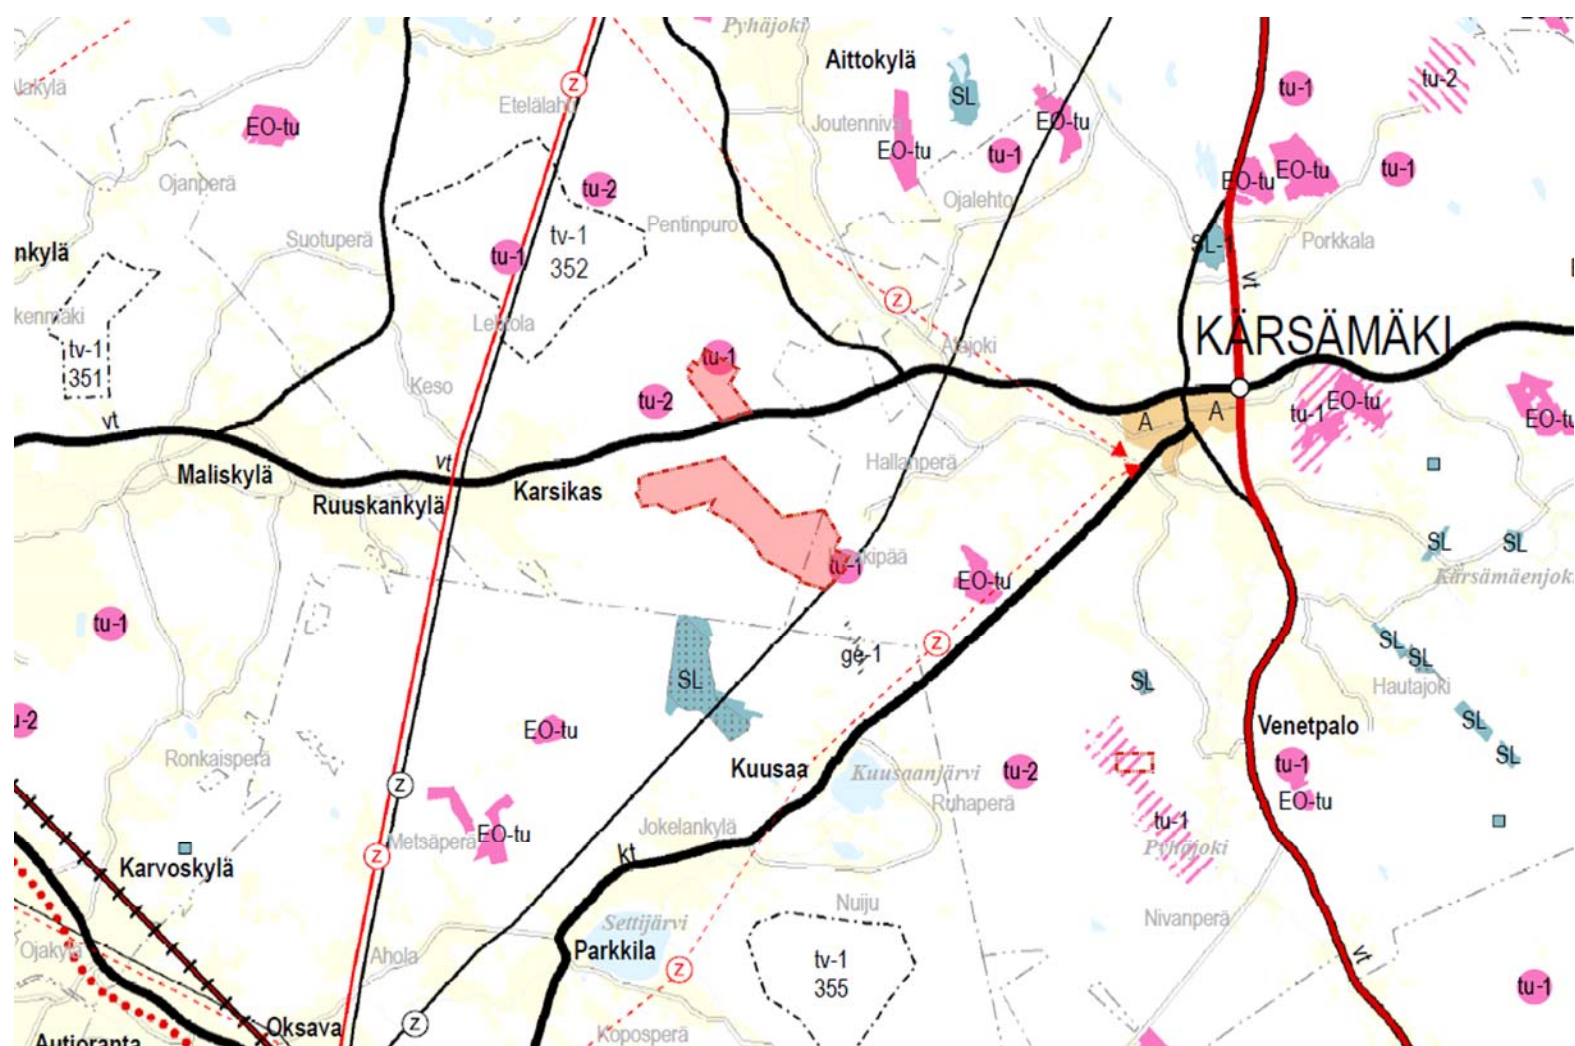 Pyhäjoki
Aittokylä
SL
tu-1
tu-2
EO-tu
Etelälahti
EO-tu
Joutenniva
EO-tu
EO-tu
tu-1
EO-tu
EO-tu
tu-1
Ojanperä
tu-2
Ojalehto
Suotuperä
tv-1
352
Pentinpuro
SL-1
Porkkala
nkylä
tu-1
vt
kenmäki
tv-1
351
Lehtola
z
KÄRSÄMÄKI
Alajoki
tu-1
Keso
tu-2
A
A
tu-1
EO-tu
EO-tu
vt
Hallanperä
Maliskylä
vt
Ruuskankylä
Karsikas
SL
SL
tu-1
EO-tu
Kärsämäenjoki
tu-1
z
ge-1
SL
SL
Hautajoki
SL
SL
SL
SL
Venetpalo
EO-tu
Ronkaisperä
Kuusaa
Kuusaanjärvi
tu-2
tu-1
EO-tu
z
Ruhaperä
Metsäperä
EO-tu
Jokelankylä
tu-1
Pyhäjoki
z
kt
Karvoskylä
Nuiju
Nivanperä
Settijärvi
Ojakylä
Ahola
Parkkila
z
tv-1
355
vt
tu-1
z
Oksava
Koposperä
Autioranta